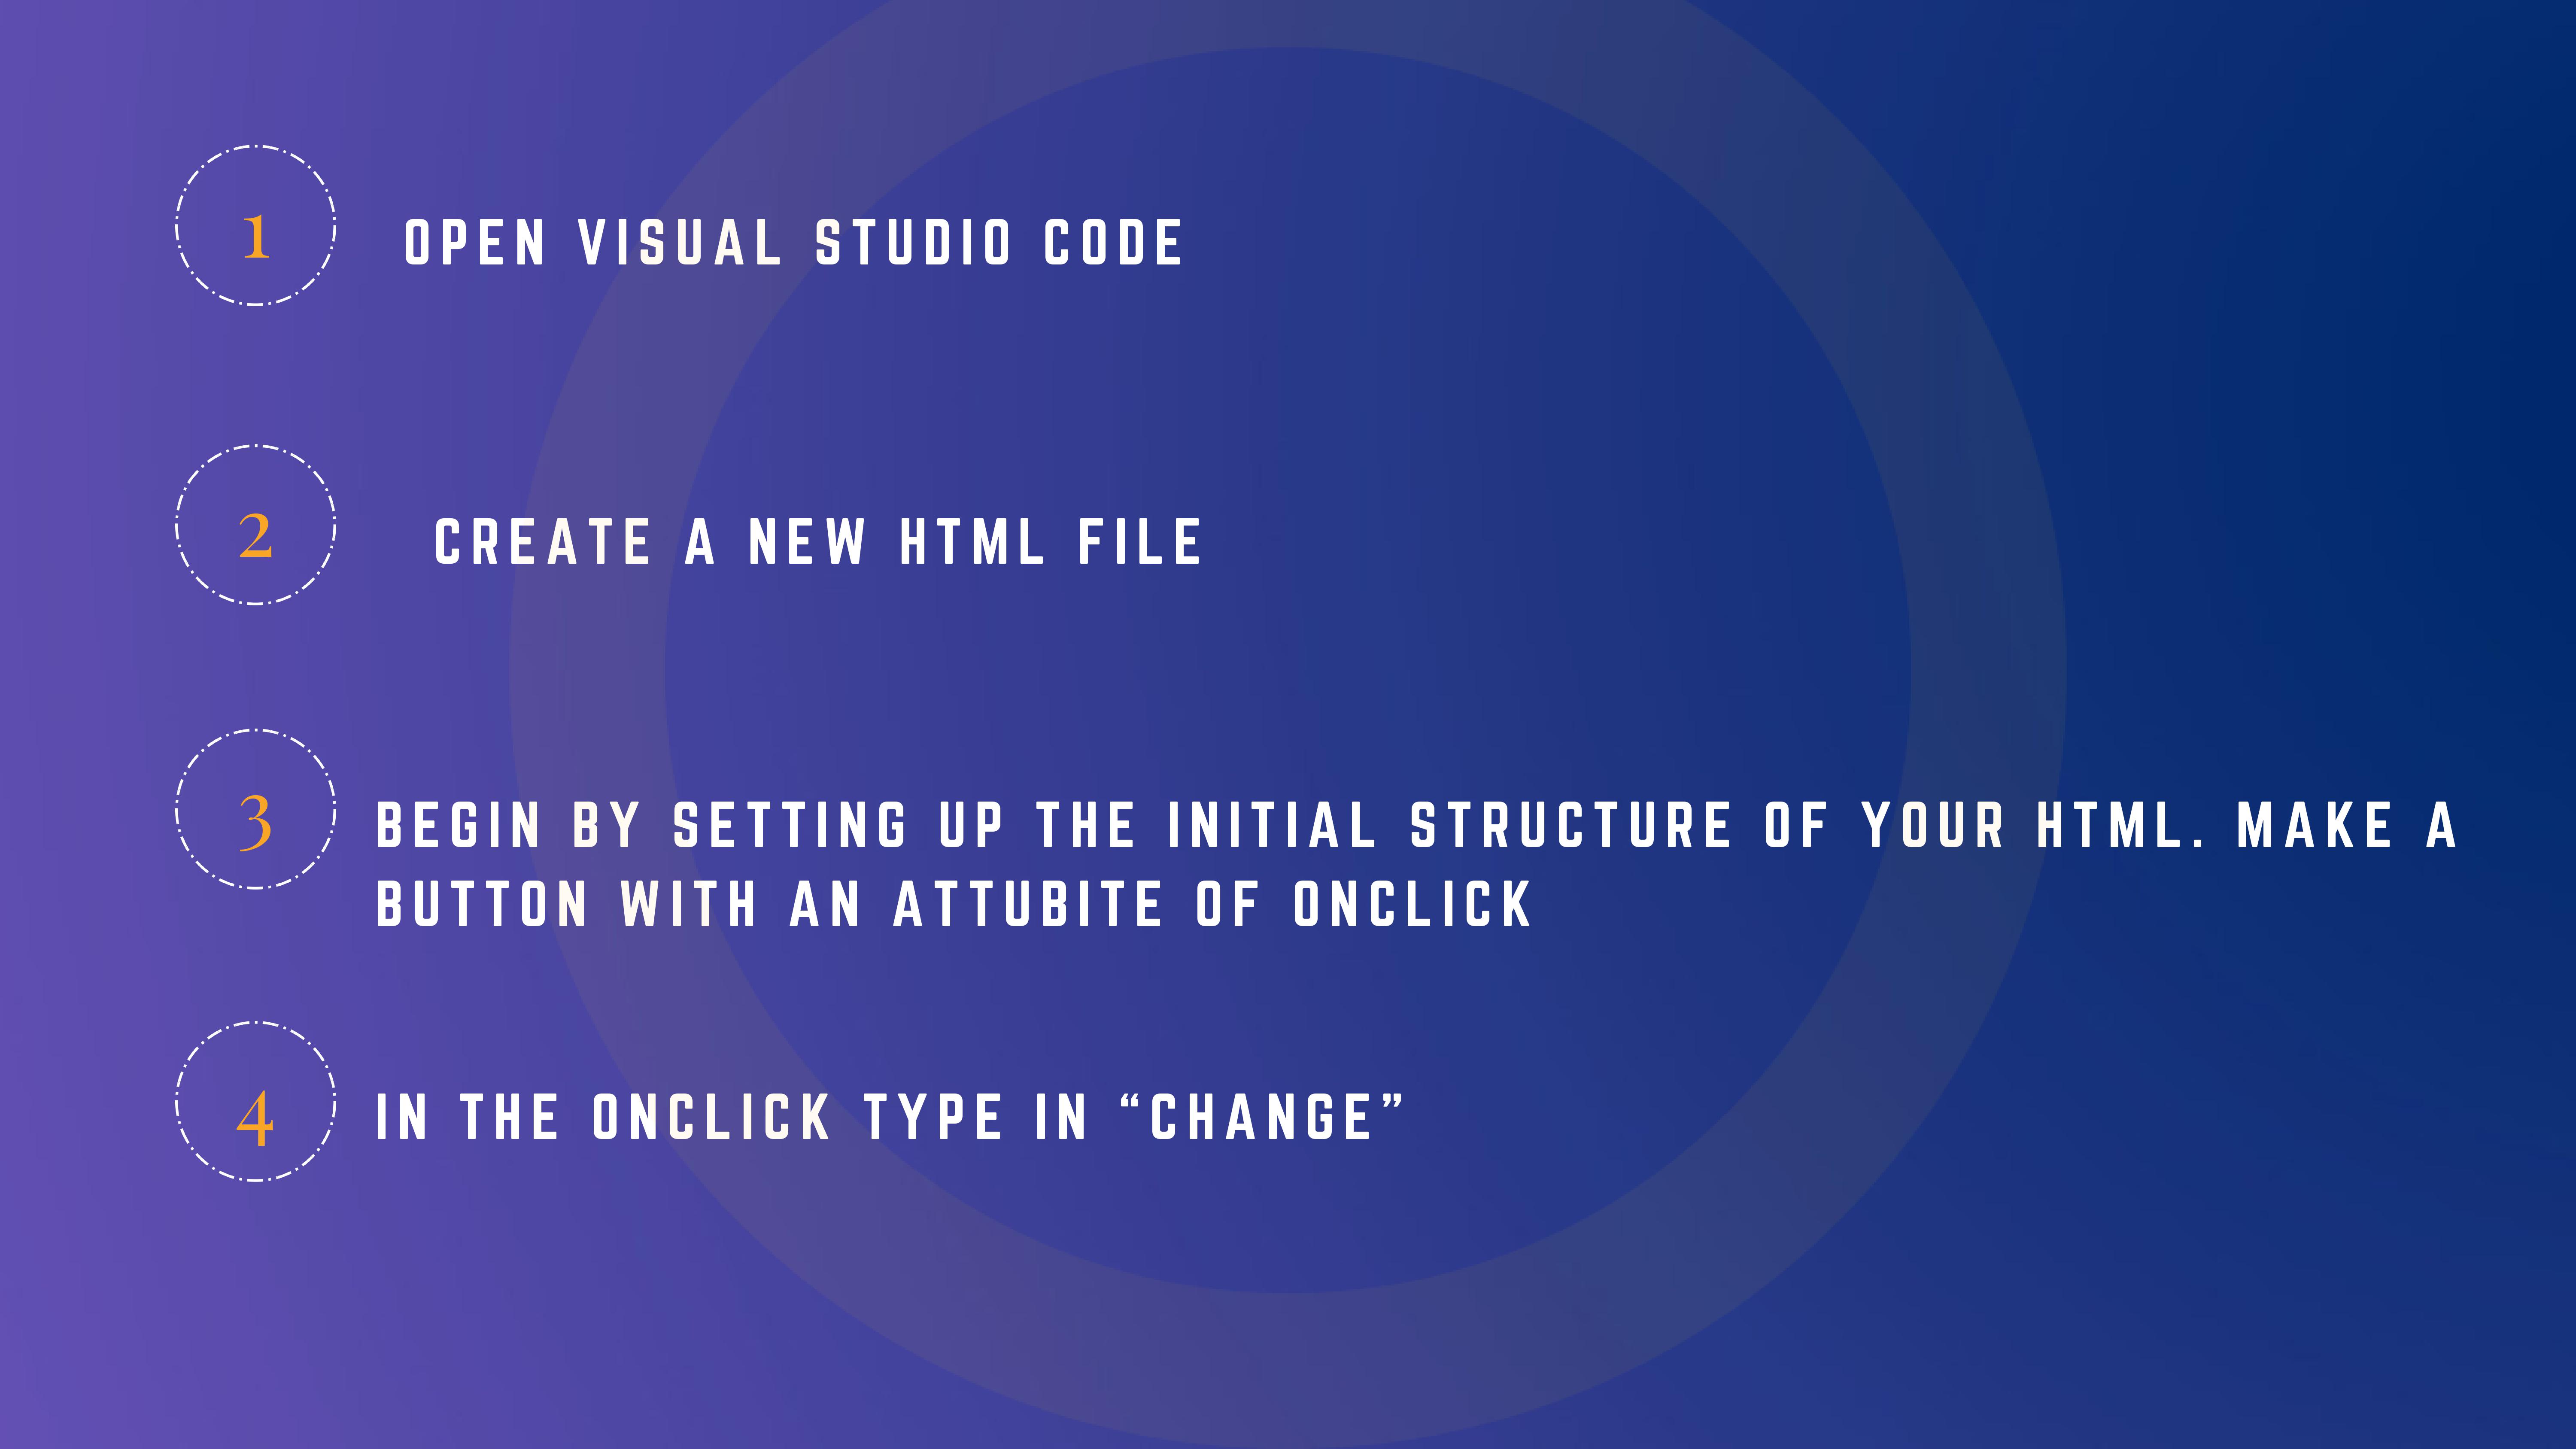 1
OPEN VISUAL STUDIO CODE
2
CREATE A NEW HTML FILE
3
BEGIN BY SETTING UP THE INITIAL STRUCTURE OF YOUR HTML. MAKE A
BUTTON WITH AN ATTUBITE OF ONCLICK
4
IN THE ONCLICK TYPE IN “CHANGE”